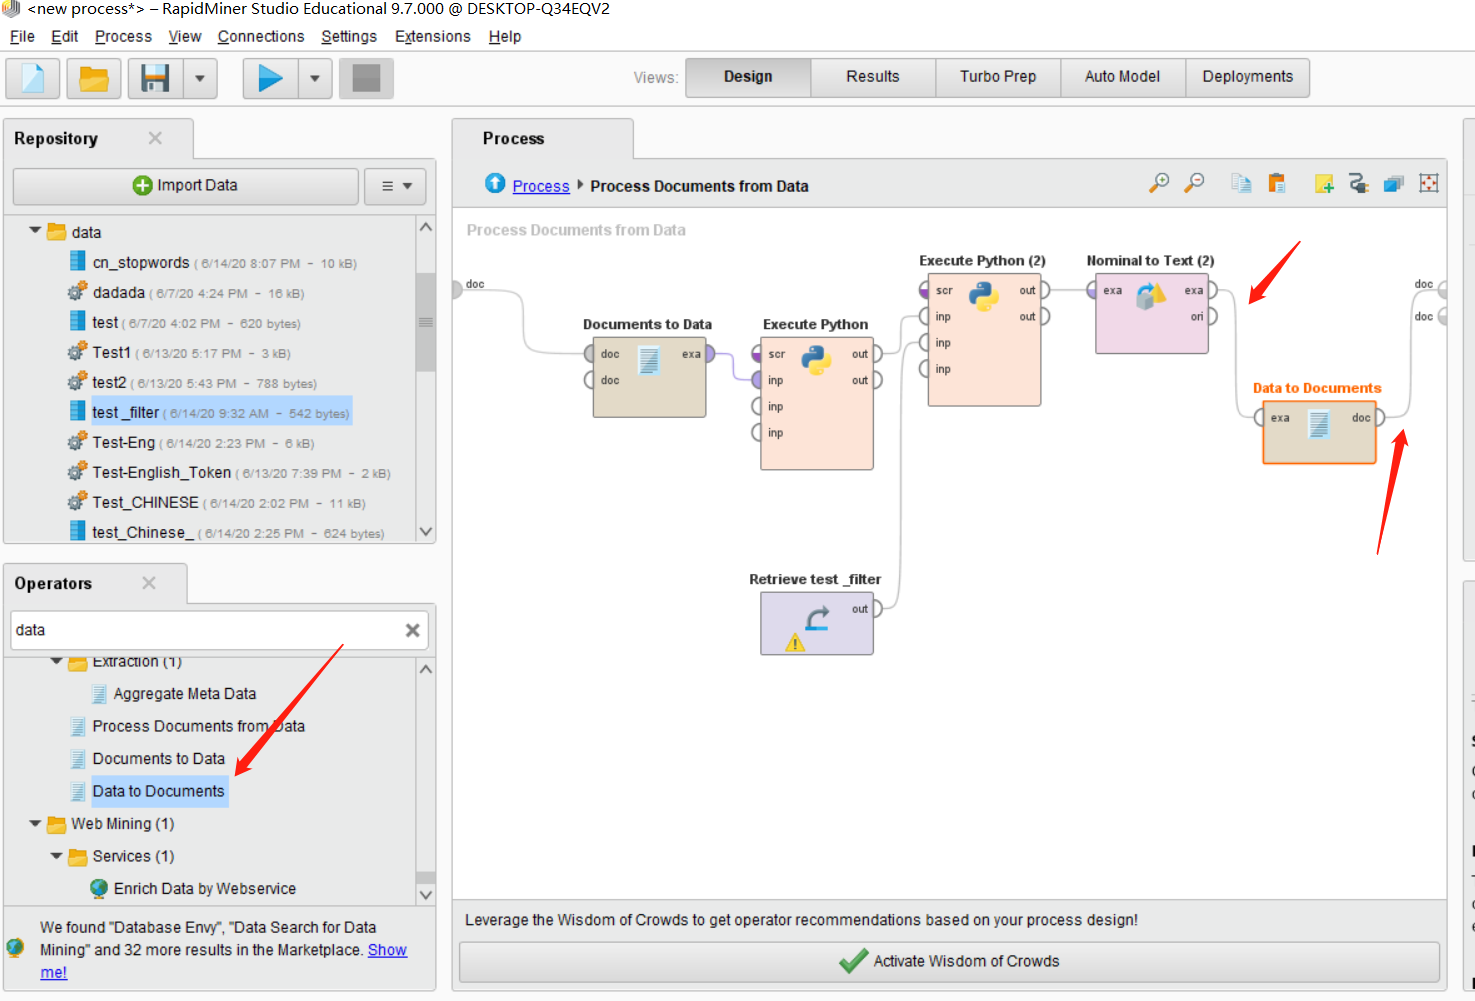 <new process*> – RapidMiner Studio Educational 9.7.000 @ DESKTOP-Q34EQV2
File Edit Process View Connections Settings Extensions Help
Views: Design Results Turbo Prep Auto Model Deployments
Repository
Import Data
data
cn_stopwords ( 6/14/20 8:07 PM – 10 kB)
dadada ( 6/7/20 4:24 PM – 16 kB)
test ( 6/7/20 4:02 PM – 620 bytes)
Test1 ( 6/13/20 5:17 PM – 3 kB)
test2 ( 6/13/20 5:43 PM – 788 bytes)
test _filter ( 6/14/20 9:32 AM – 542 bytes)
Test-Eng ( 6/14/20 2:23 PM – 6 kB)
Test-English_Token ( 6/13/20 7:39 PM – 2 kB)
Test_CHINESE ( 6/14/20 2:02 PM – 11 kB)
test_Chinese_ ( 6/14/20 2:25 PM – 624 bytes)
Operators
data
Extraction (1)
Aggregate Meta Data
Process Documents from Data
Documents to Data
Data to Documents
Web Mining (1)
Services (1)
Enrich Data by Webservice
We found "Database Envy", "Data Search for Data
Mining" and 32 more results in the Marketplace. Show
me!
Process
Process Process Documents from Data
Process Documents from Data
doc
Documents to Data
doc exa
doc
Execute Python
scr out
inp out
inp
inp
Execute Python (2)
scr out
inp out
inp
inp
Nominal to Text (2)
exa exa
ori
Data to Documents
exa doc
doc
doc
Retrieve test _filter
out
Leverage the Wisdom of Crowds to get operator recommendations based on your process design!
Activate Wisdom of Crowds